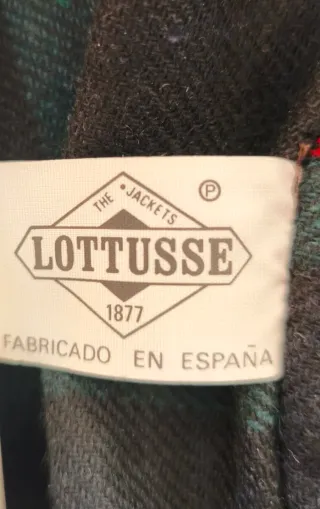 THE • JACKETS
Ⓟ
LOTTUSSE
1877
FABRICADO EN ESPAÑA